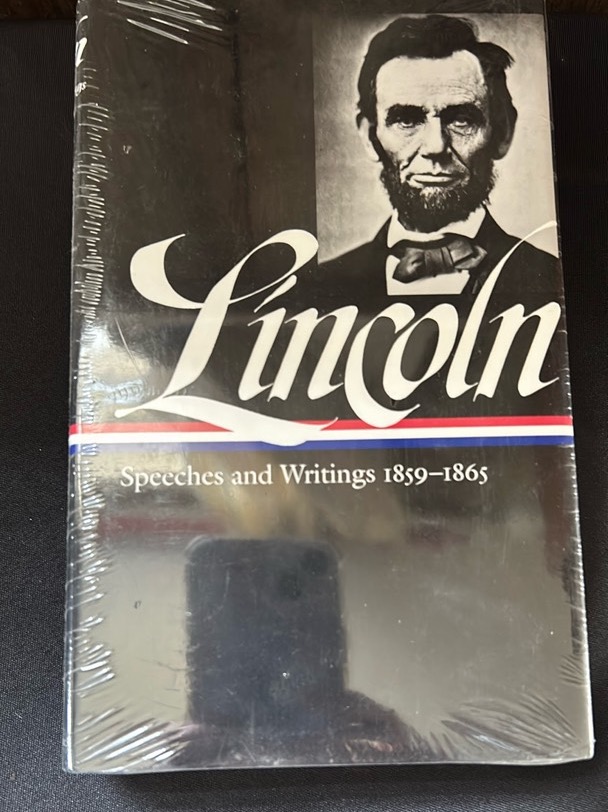 Lincoln
Speeches and Writings 1859–1865